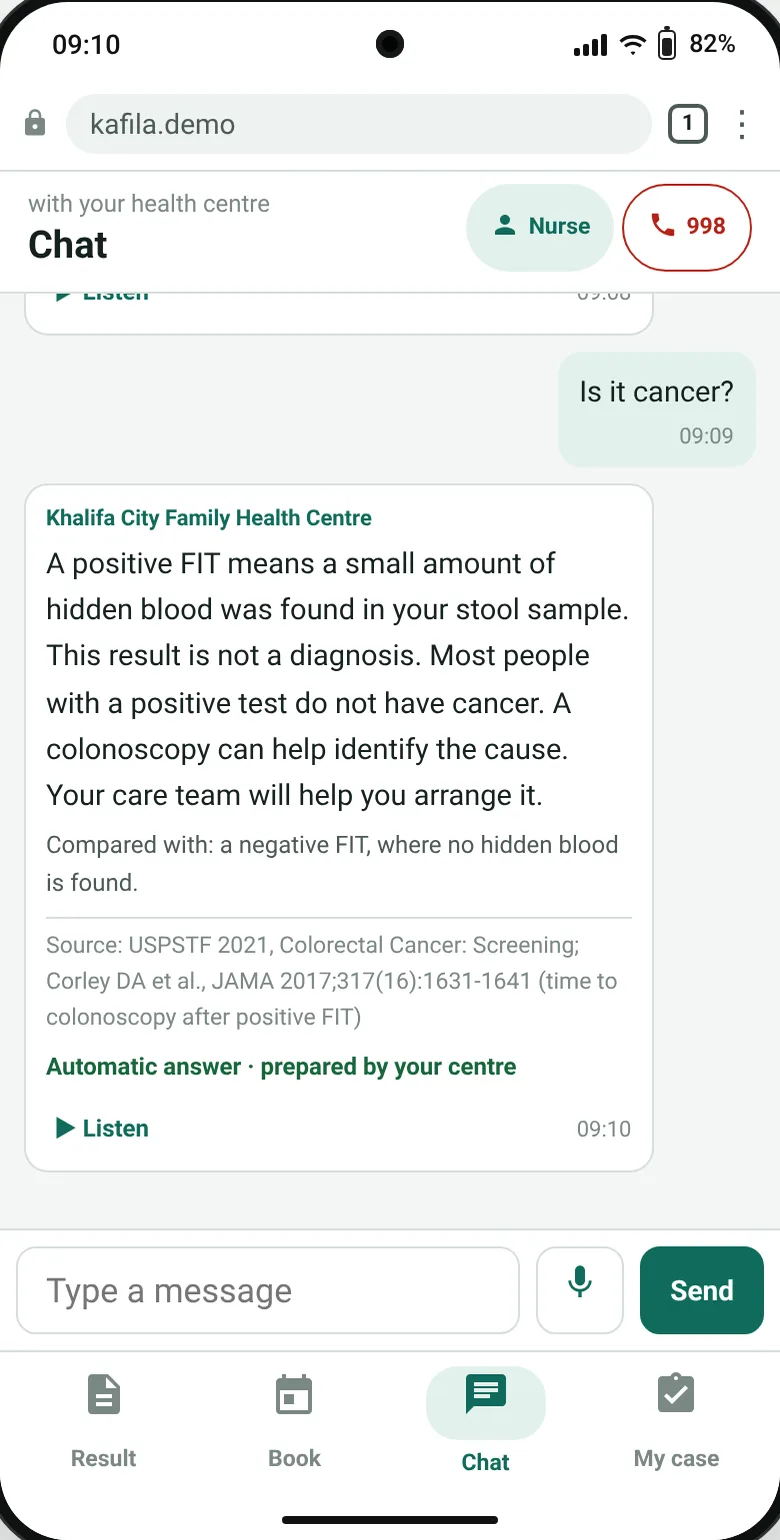 09:10
82%
kafila.demo
1
with your health centre
Chat
Nurse
998
Listen
09:08
Is it cancer?
09:09
Khalifa City Family Health Centre
A positive FIT means a small amount of
hidden blood was found in your stool sample.
This result is not a diagnosis. Most people
with a positive test do not have cancer. A
colonoscopy can help identify the cause.
Your care team will help you arrange it.
Compared with: a negative FIT, where no hidden blood
is found.
Source: USPSTF 2021, Colorectal Cancer: Screening;
Corley DA et al., JAMA 2017;317(16):1631-1641 (time to
colonoscopy after positive FIT)
Automatic answer · prepared by your centre
Listen
09:10
Type a message
Send
Result
Book
Chat
My case